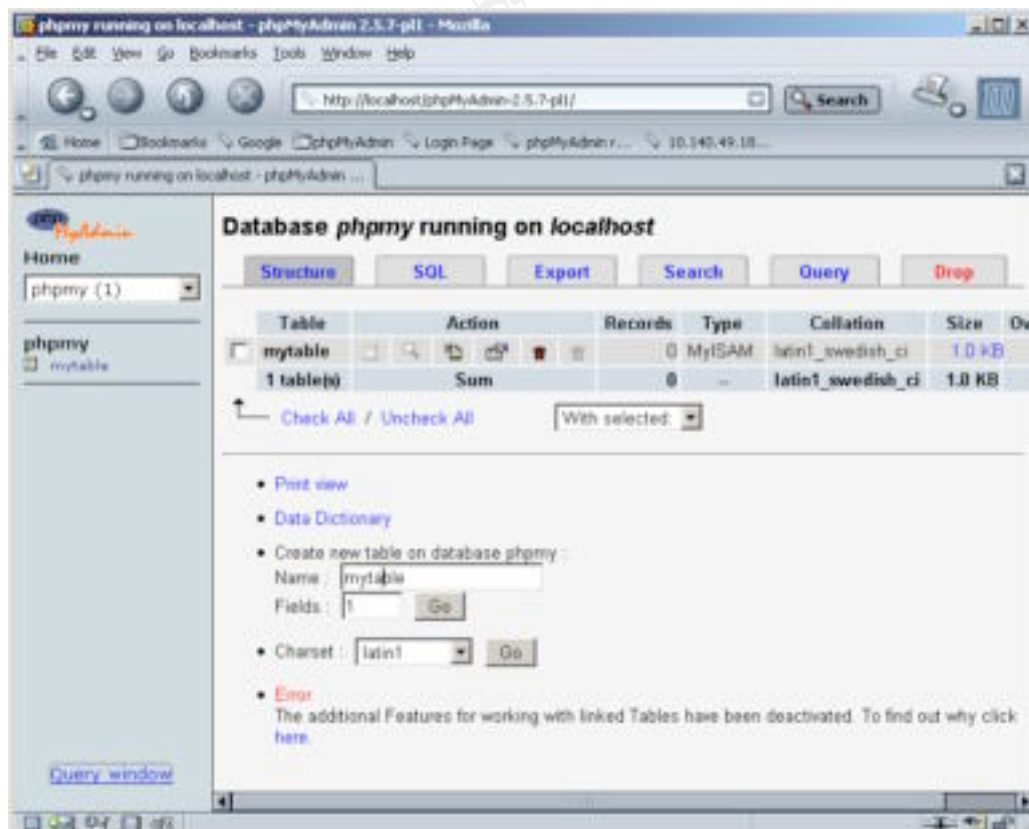 phpmy running on localhost - phpMyAdmin 2.5.7-pl1 - Mozilla
File Edit View Go Bookmarks Tools Window Help
http://localhost/phpMyAdmin-2.5.7-pl1/ Search
Home Bookmarks Google phpMyAdmin Login Page phpMyAdmin r... 10.140.49.18...
phpmy running on localhost - phpMyAdmin ...
php
MyAdmin
Home
phpmy (1)
phpmy
mytable
Query window
Database phpmy running on localhost
Structure SQL Export Search Query Drop
Table Action Records Type Collation Size Ov
mytable 0 MyISAM latin1_swedish_ci 1.0 KB
1 table(s) Sum 0 -- latin1_swedish_ci 1.0 KB
Check All / Uncheck All With selected:
Print view
Data Dictionary
Create new table on database phpmy :
Name : mytable
Fields : 1 Go
Charset : latin1 Go
Error
The additional Features for working with linked Tables have been deactivated. To find out why click
here.